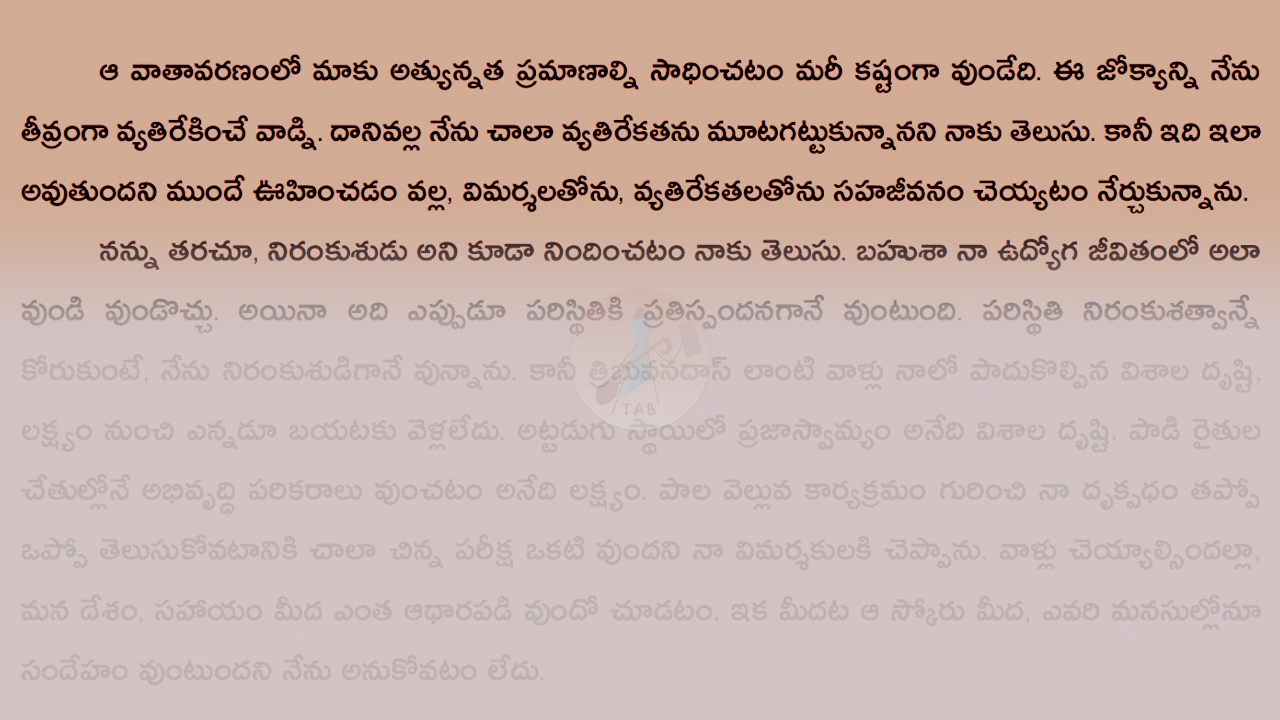 ఆ వాతావరణంలో మాకు అత్యున్నత ప్రమాణాల్ని సాధించటం మరీ కష్టంగా వుండేది. ఈ జోక్యాన్ని నేను
తీవ్రంగా వ్యతిరేకించే వాడ్ని. దానివల్ల నేను చాలా వ్యతిరేకతను మూటగట్టుకున్నానని నాకు తెలుసు. కానీ ఇది ఇలా
అవుతుందని ముందే ఊహించడం వల్ల, విమర్శలతోను, వ్యతిరేకతలతోను సహజీవనం చెయ్యటం నేర్చుకున్నాను.
నన్ను తరచూ, నిరంకుశుడు అని కూడా నిందించటం నాకు తెలుసు. బహుశా నా ఉద్యోగ జీవితంలో అలా
వుండి వుండొచ్చు. అయినా అది ఎప్పుడూ పరిస్థితికి ప్రతిస్పందనగానే వుంటుంది. పరిస్థితి నిరంకుశత్వాన్నే
కోరుకుంటే, నేను నిరంకుశుడిగానే వున్నాను. కానీ త్రిభువనదాస్ లాంటి వాళ్లు నాలో పాదుకొల్పిన విశాల దృష్టి,
లక్ష్యం నుంచి ఎన్నడూ బయటకు వెళ్లలేదు. అట్టడుగు స్థాయిలో ప్రజాస్వామ్యం అనేది విశాల దృష్టి. పాడి రైతుల
చేతుల్లోనే అభివృద్ధి పరికరాలు వుంచటం అనేది లక్ష్యం. పాల వెల్లువ కార్యక్రమం గురించి నా దృక్పధం తప్పో
ఒప్పో తెలుసుకోవటానికి చాలా చిన్న పరీక్ష ఒకటి వుందని నా విమర్శకులకి చెప్పాను. వాళ్లు చెయ్యాల్సిందల్లా,
మన దేశం, సహాయం మీద ఎంత ఆధారపడి వుందో చూడటం. ఇక మీదట ఆ స్కోరు మీద, ఎవరి మనసుల్లోనూ
సందేహం వుంటుందని నేను అనుకోవటం లేదు.
TAB